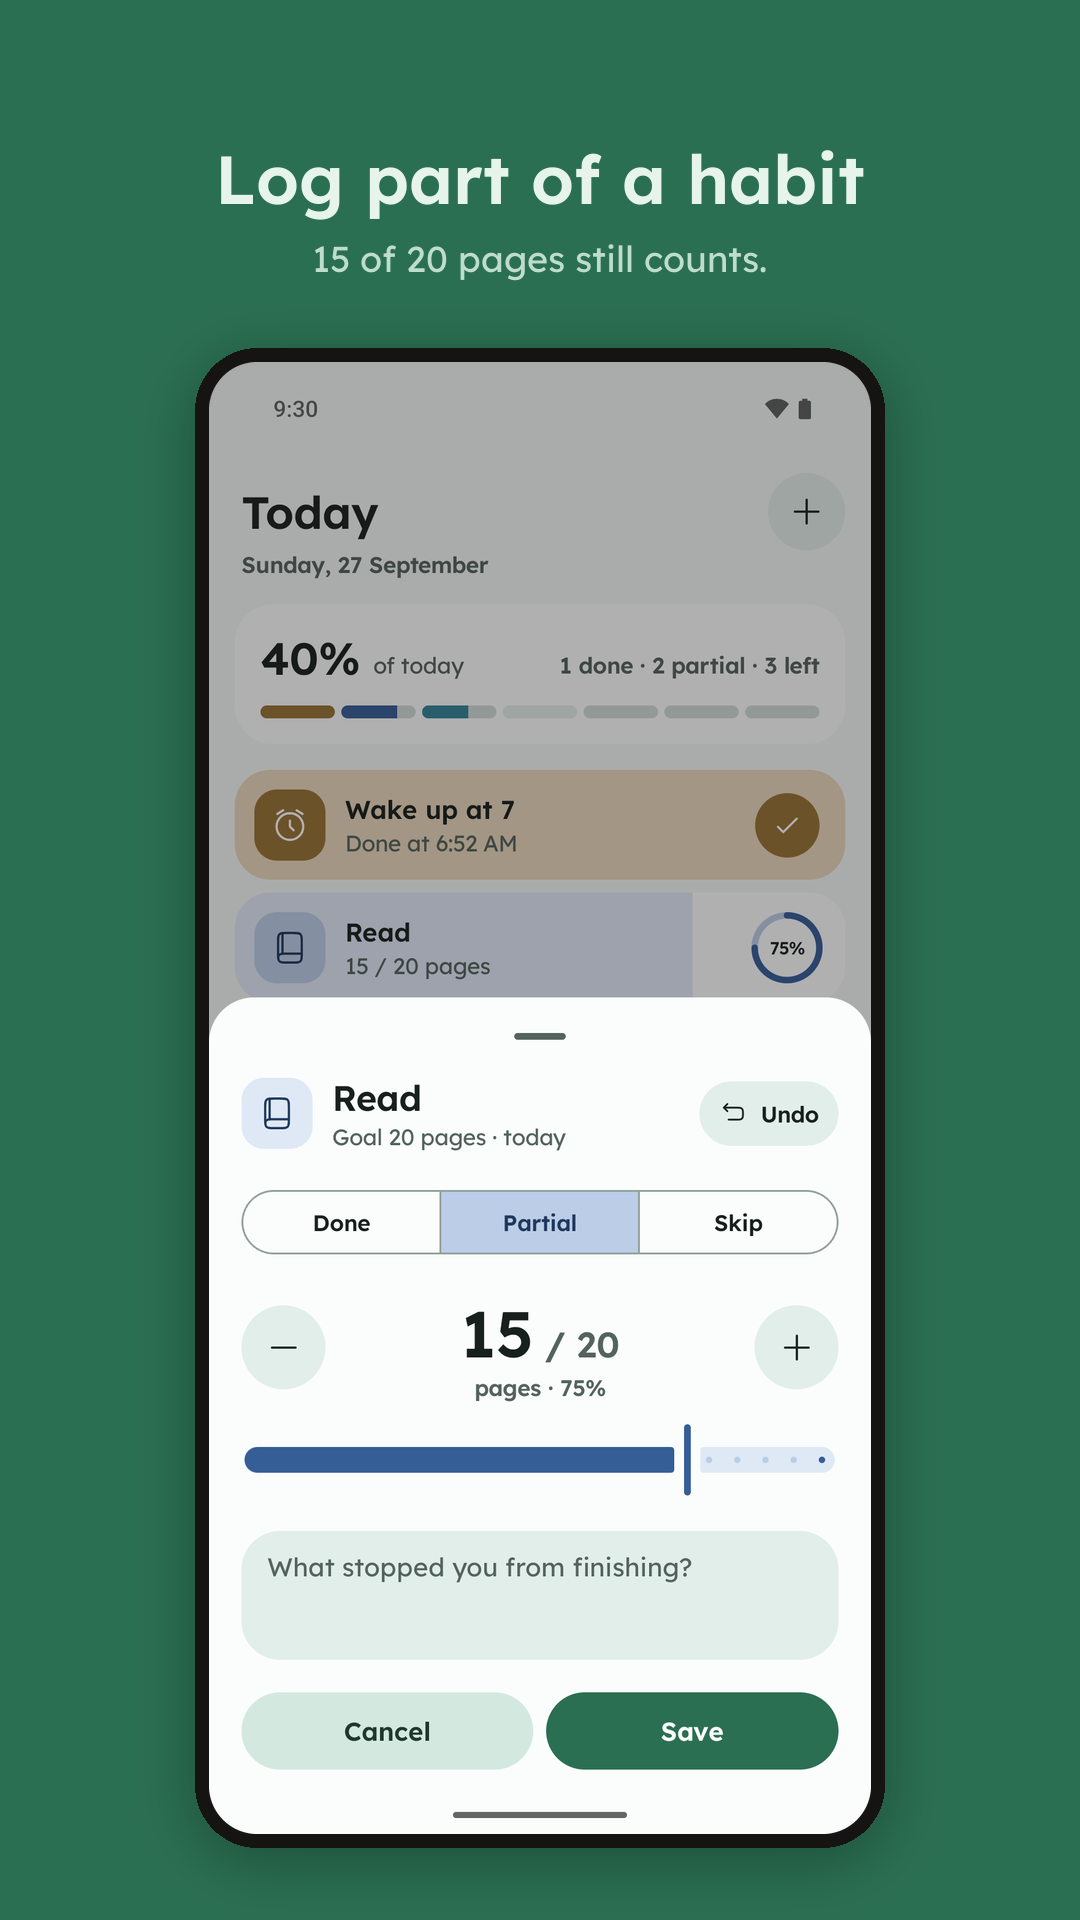 Log part of a habit
15 of 20 pages still counts.
9:30
Today
Sunday, 27 September
40% of today
1 done · 2 partial · 3 left
Wake up at 7
Done at 6:52 AM
Read
15 / 20 pages
75%
Read
Goal 20 pages · today
Undo
Done
Partial
Skip
15 / 20
pages · 75%
What stopped you from finishing?
Cancel
Save